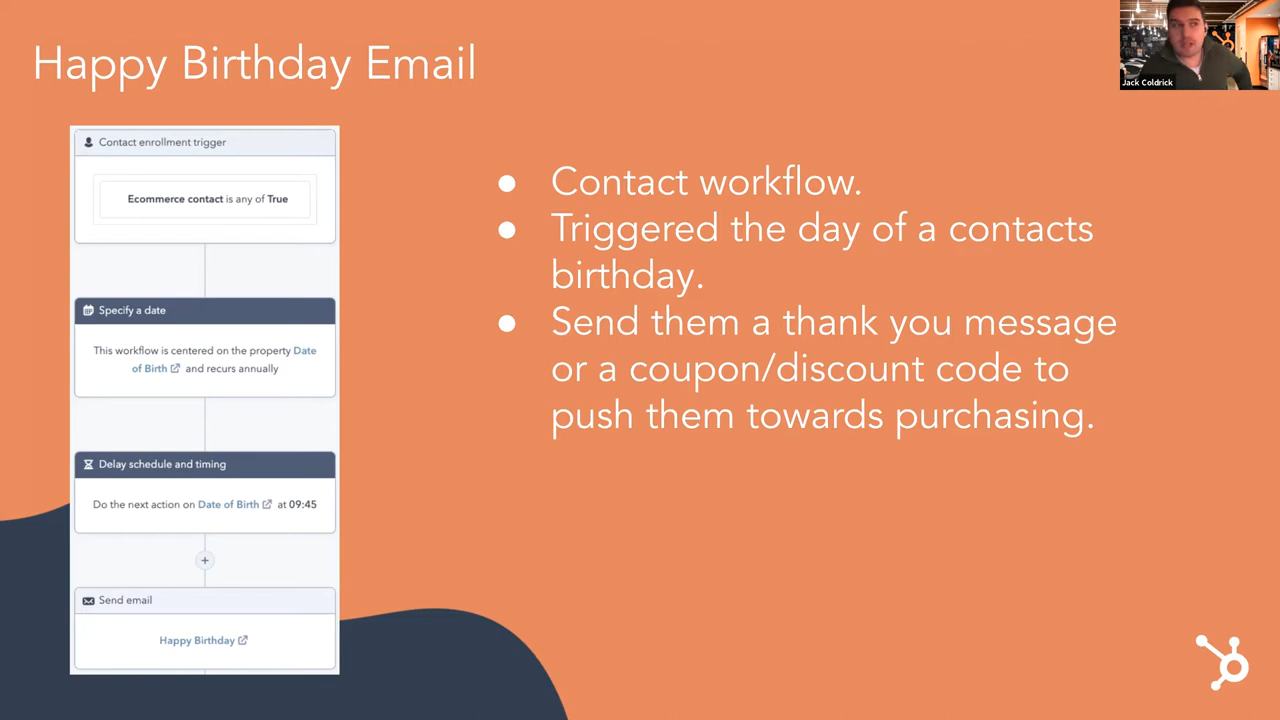 Happy Birthday Email
Jack Coldrick
Contact enrollment trigger
Ecommerce contact is any of True
Specify a date
This workflow is centered on the property Date
of Birth and recurs annually
Delay schedule and timing
Do the next action on Date of Birth at 09:45
+
Send email
Happy Birthday
● Contact workflow.
● Triggered the day of a contacts
birthday.
● Send them a thank you message
or a coupon/discount code to
push them towards purchasing.